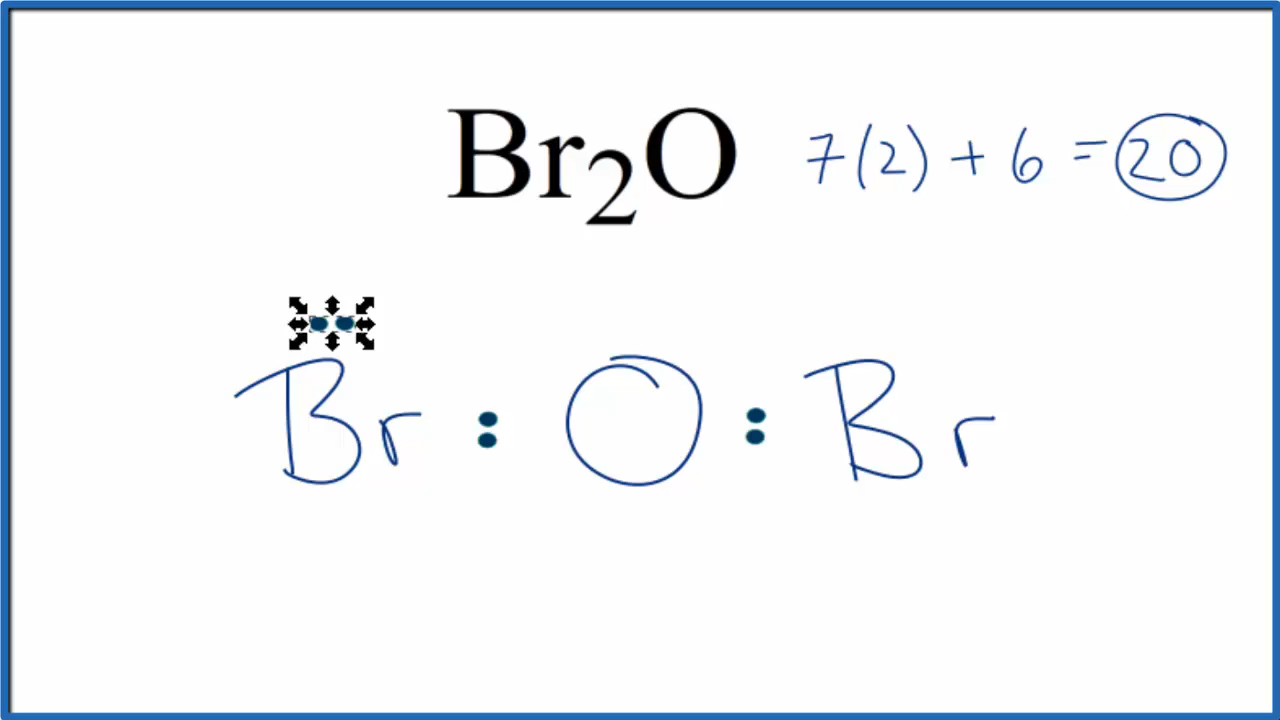 Br₂O 7(2) + 6 = 20
Br : O : Br